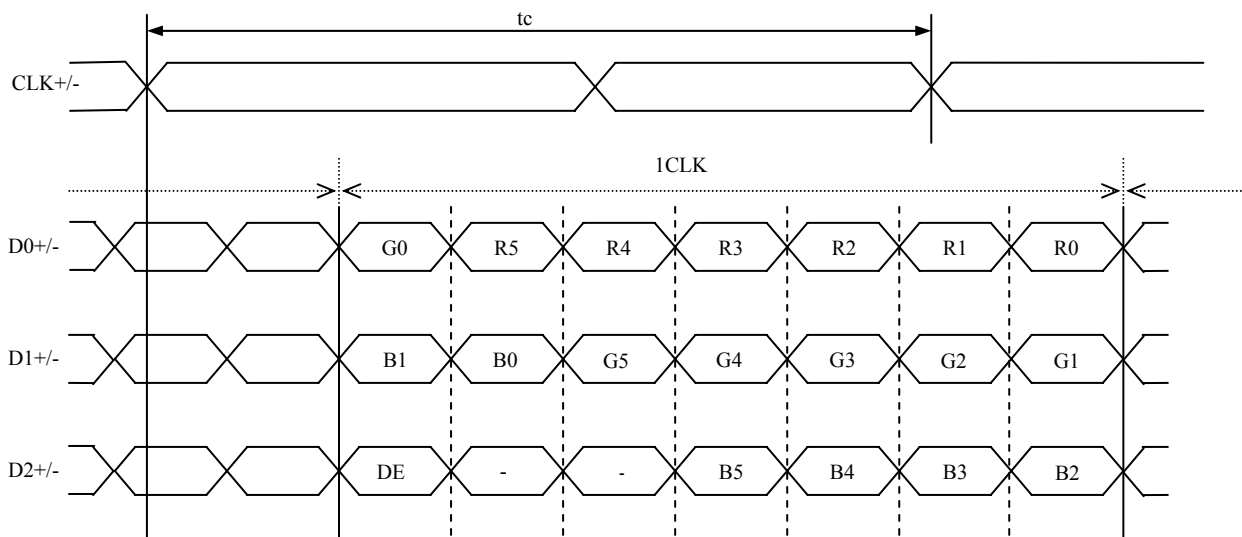 tc
CLK+/-
1CLK
D0+/- G0 R5 R4 R3 R2 R1 R0
D1+/- B1 B0 G5 G4 G3 G2 G1
D2+/- DE - - B5 B4 B3 B2